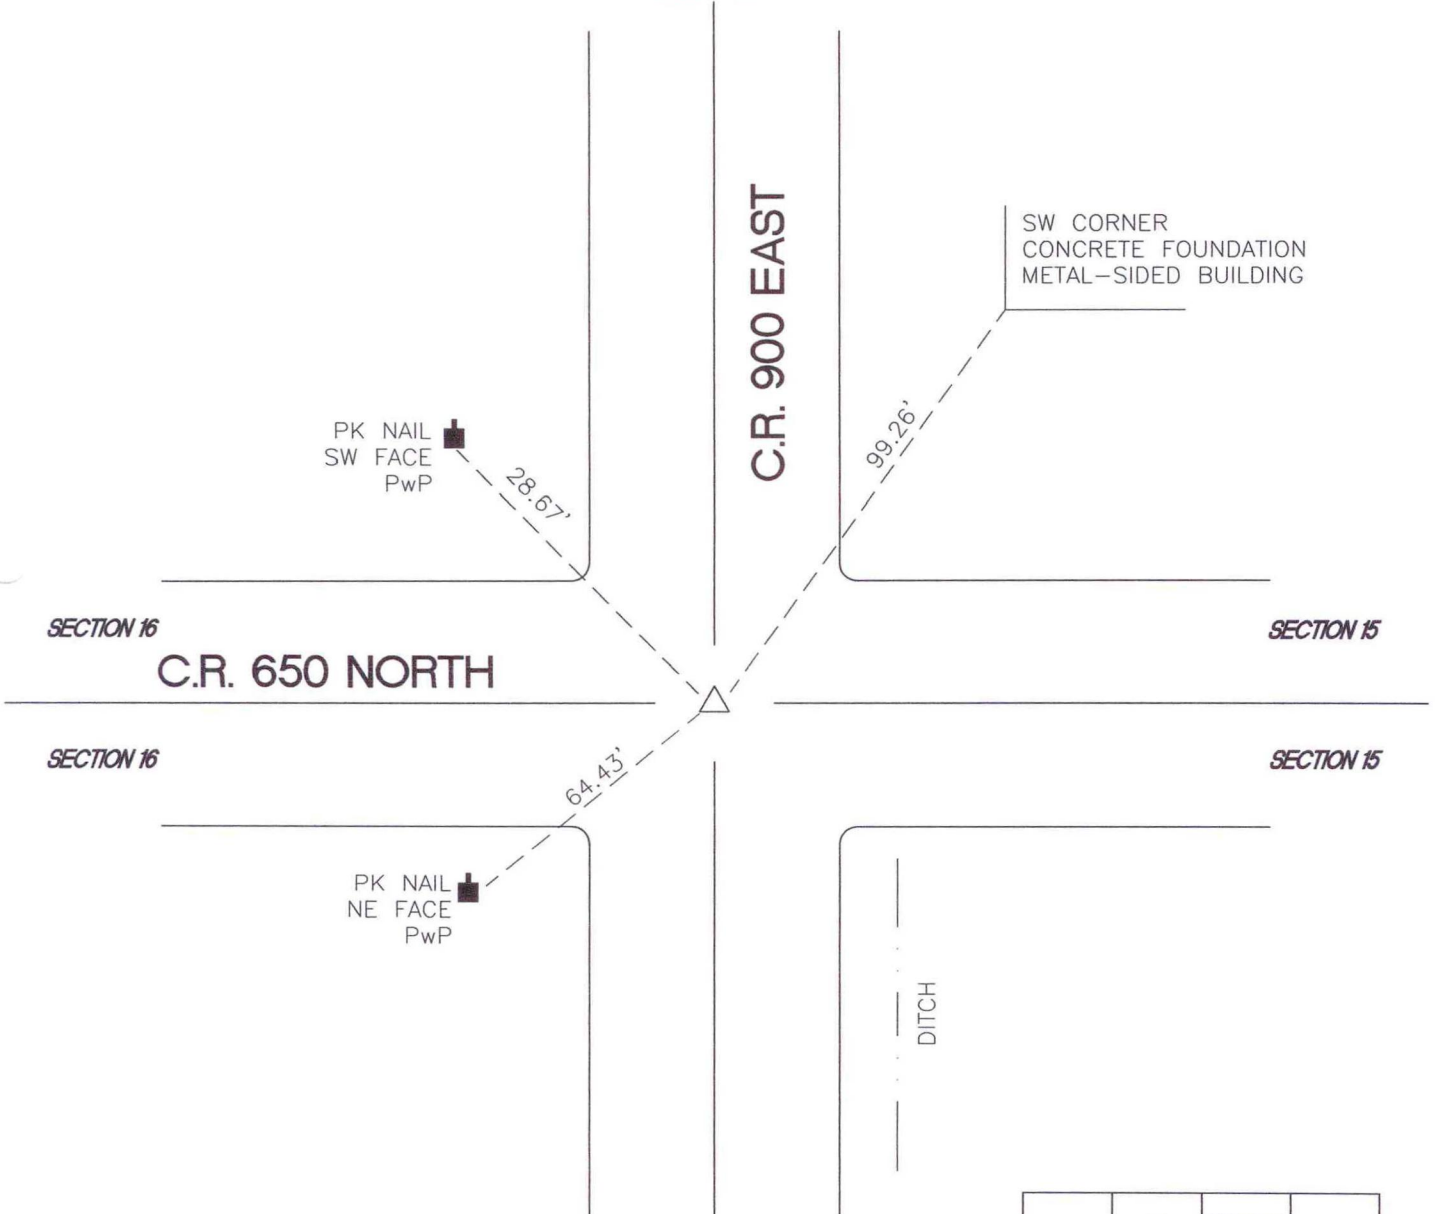 C.R. 900 EAST
SW CORNER
CONCRETE FOUNDATION
METAL-SIDED BUILDING
99.26'
PK NAIL
SW FACE
PwP
28.67'
SECTION 16
SECTION 15
C.R. 650 NORTH
SECTION 16
SECTION 15
64.43'
PK NAIL
NE FACE
PwP
DITCH